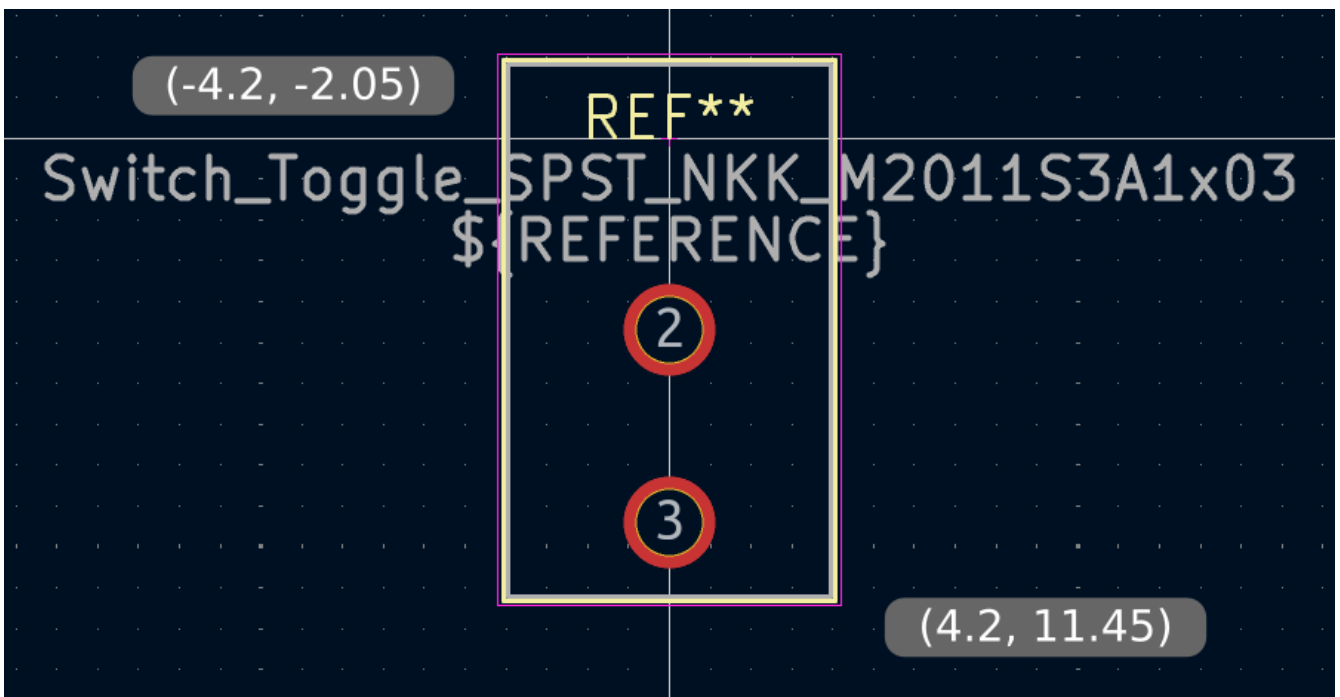 (-4.2, -2.05)
REF**
Switch_Toggle_SPST_NKK_M2011S3A1x03
${REFERENCE}
2
3
(4.2, 11.45)